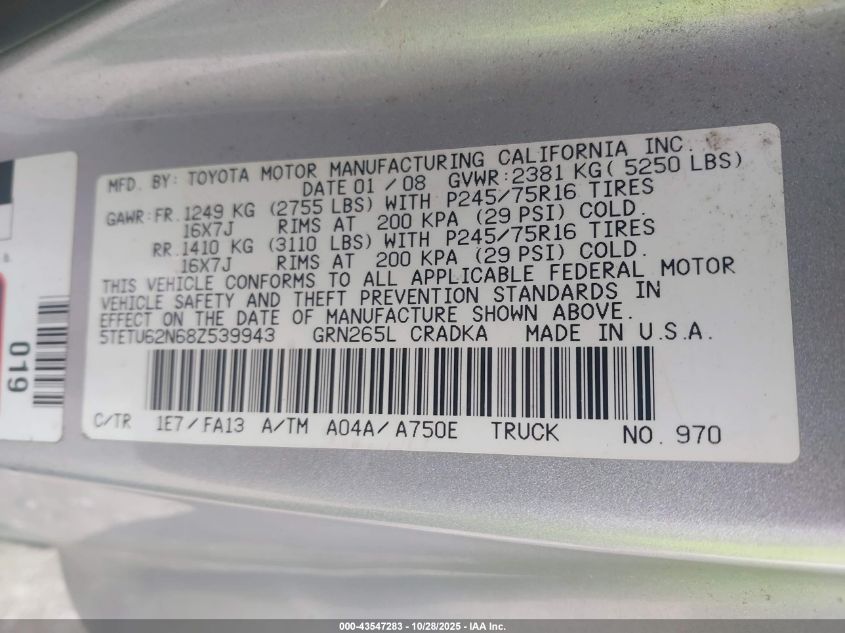 MFD. BY: TOYOTA MOTOR MANUFACTURING CALIFORNIA INC.
DATE 01 / 08 GVWR: 2381 KG ( 5250 LBS)
GAWR: FR. 1249 KG (2755 LBS) WITH P245/75R16 TIRES
16X7J RIMS AT 200 KPA (29 PSI) COLD.
RR. 1410 KG (3110 LBS) WITH P245/75R16 TIRES
16X7J RIMS AT 200 KPA (29 PSI) COLD.
THIS VEHICLE CONFORMS TO ALL APPLICABLE FEDERAL MOTOR
VEHICLE SAFETY AND THEFT PREVENTION STANDARDS IN
EFFECT ON THE DATE OF MANUFACTURE SHOWN ABOVE.
5TETU62N68Z539943 GRN265L CRADKA MADE IN U.S.A.
C/TR 1E7 / FA13 A/TM A04A / A750E TRUCK NO. 970
019
000-43547283 - 10/28/2025 - IAA Inc.